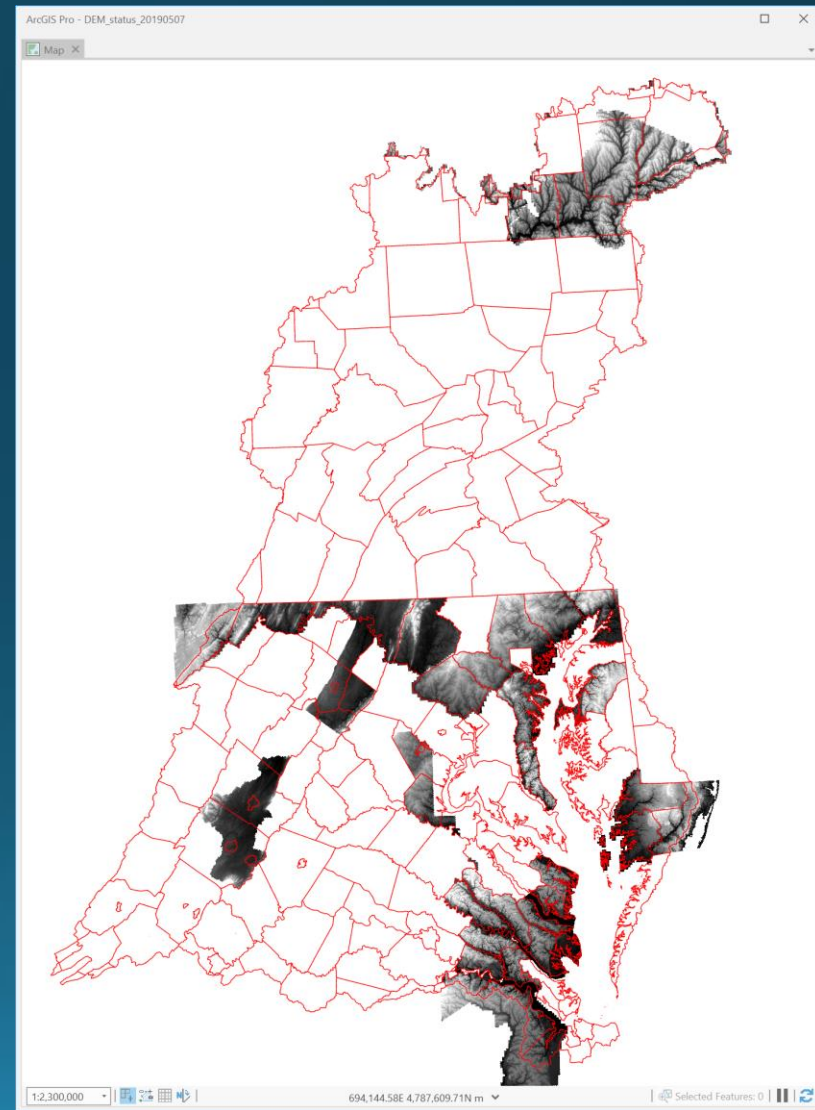 ArcGIS Pro - DEM_status_20190507
Map
1:2,300,000
694,144.58E 4,787,609.71N m
Selected Features: 0